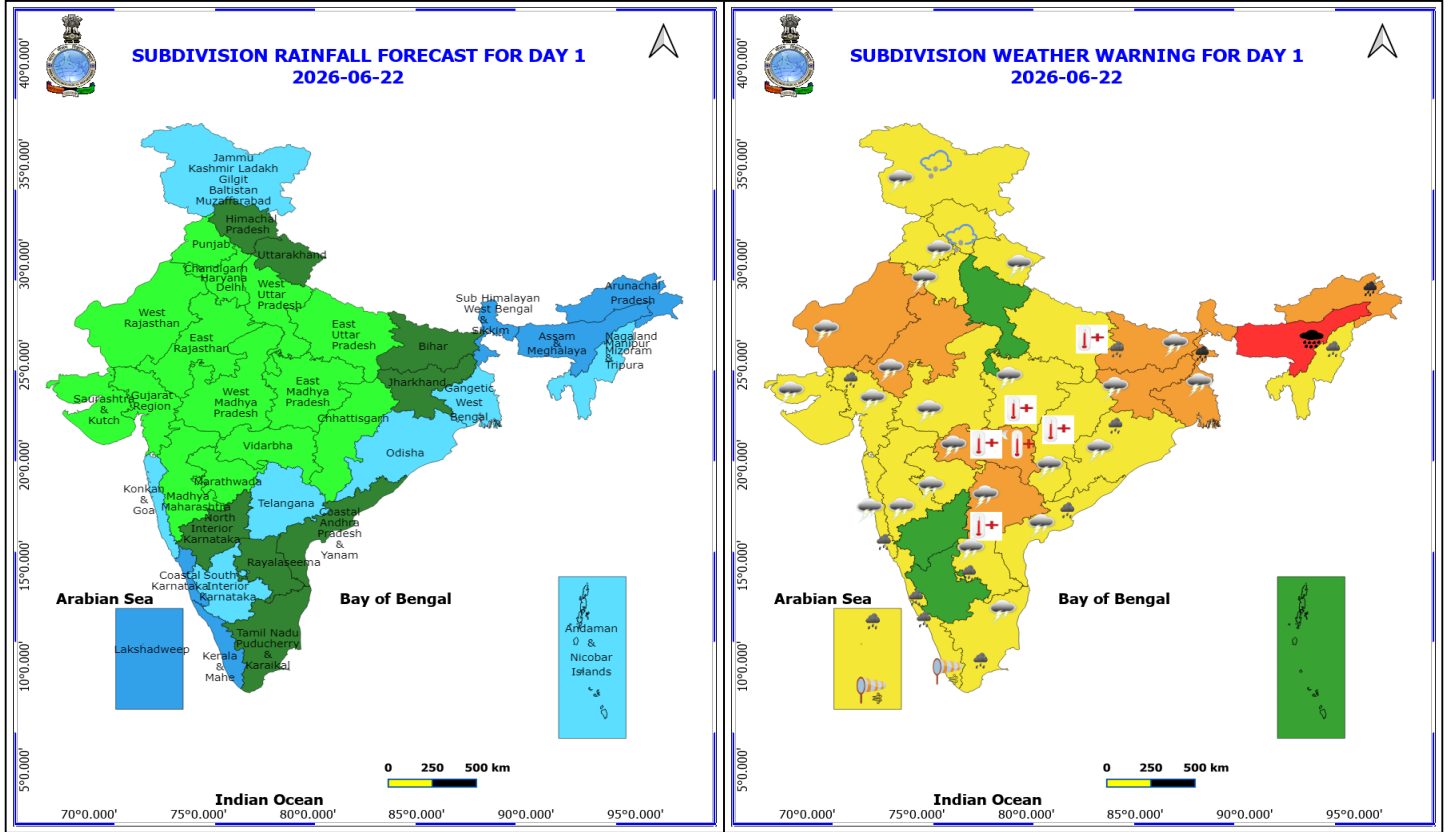 SUBDIVISION RAINFALL FORECAST FOR DAY 1
2026-06-22
40°0.000'
35°0.000'
30°0.000'
25°0.000'
20°0.000'
15°0.000'
10°0.000'
5°0.000'
Jammu
Kashmir Ladakh
Gilgit
Baltistan
Muzaffarabad
Himachal
Pradesh
Punjab
Uttarakhand
Chandigarh
Haryana
Delhi
West
Uttar
Pradesh
West
Rajasthan
East
Rajasthan
East
Uttar
Pradesh
Bihar
Sub Himalayan
West Bengal
&
Sikkim
Arunachal
Pradesh
Assam
&
Meghalaya
Nagaland
Manipur
Mizoram
&
Tripura
Jharkhand
Gangetic
West
Bengal
Saurashtra
&
Kutch
Gujarat
Region
West
Madhya
Pradesh
East
Madhya
Pradesh
Chhattisgarh
Vidarbha
Odisha
Konkan
&
Goa
Madhya
Maharashtra
Marathwada
Telangana
North
Interior
Karnataka
Coastal
Andhra
Pradesh
&
Yanam
Rayalaseema
Coastal
Karnataka
South
Interior
Karnataka
Arabian Sea
Bay of Bengal
Lakshadweep
Kerala
&
Mahe
Tamil Nadu
Puducherry
&
Karaikal
Andaman
&
Nicobar
Islands
0 250 500 km
Indian Ocean
70°0.000' 75°0.000' 80°0.000' 85°0.000' 90°0.000' 95°0.000'
SUBDIVISION WEATHER WARNING FOR DAY 1
2026-06-22
40°0.000'
35°0.000'
30°0.000'
25°0.000'
20°0.000'
15°0.000'
10°0.000'
5°0.000'
Arabian Sea
Bay of Bengal
0 250 500 km
Indian Ocean
70°0.000' 75°0.000' 80°0.000' 85°0.000' 90°0.000' 95°0.000'